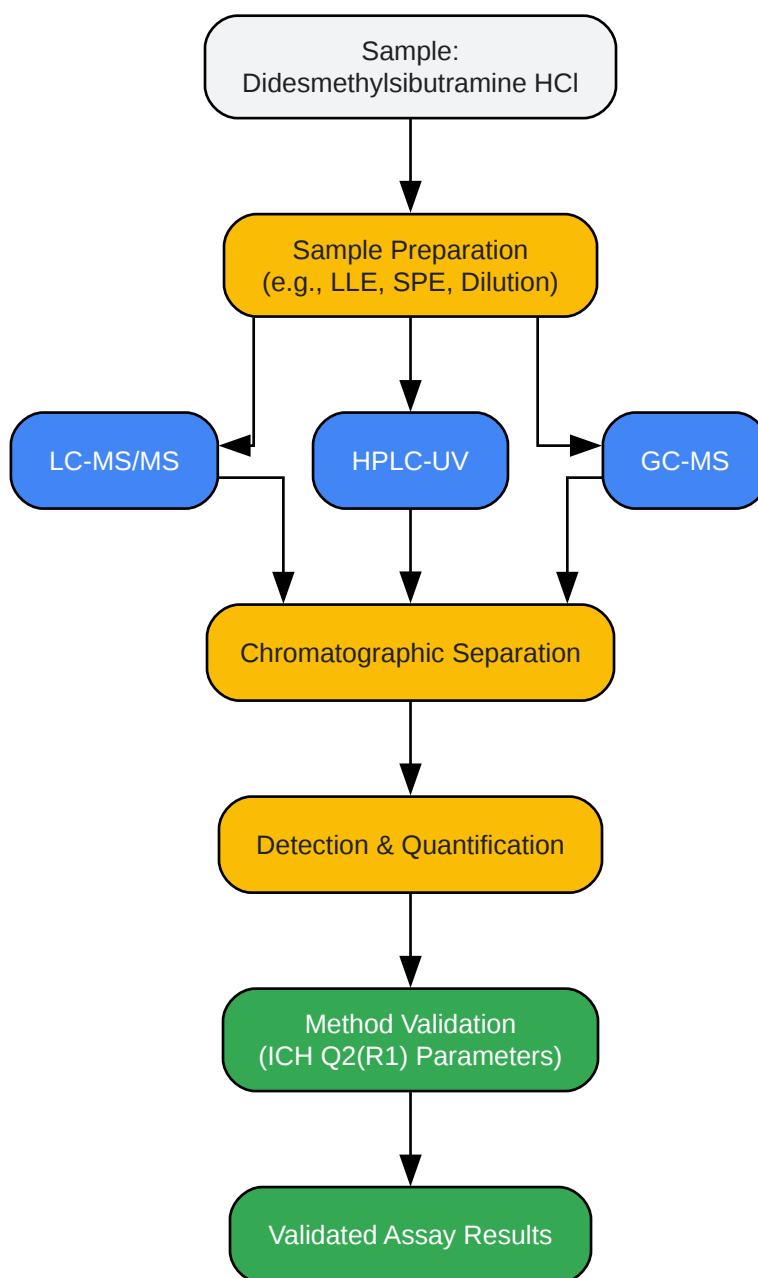 Sample:
Didesmethylsibutramine HCl
Sample Preparation
(e.g., LLE, SPE, Dilution)
LC-MS/MS
HPLC-UV
GC-MS
Chromatographic Separation
Detection & Quantification
Method Validation
(ICH Q2(R1) Parameters)
Validated Assay Results